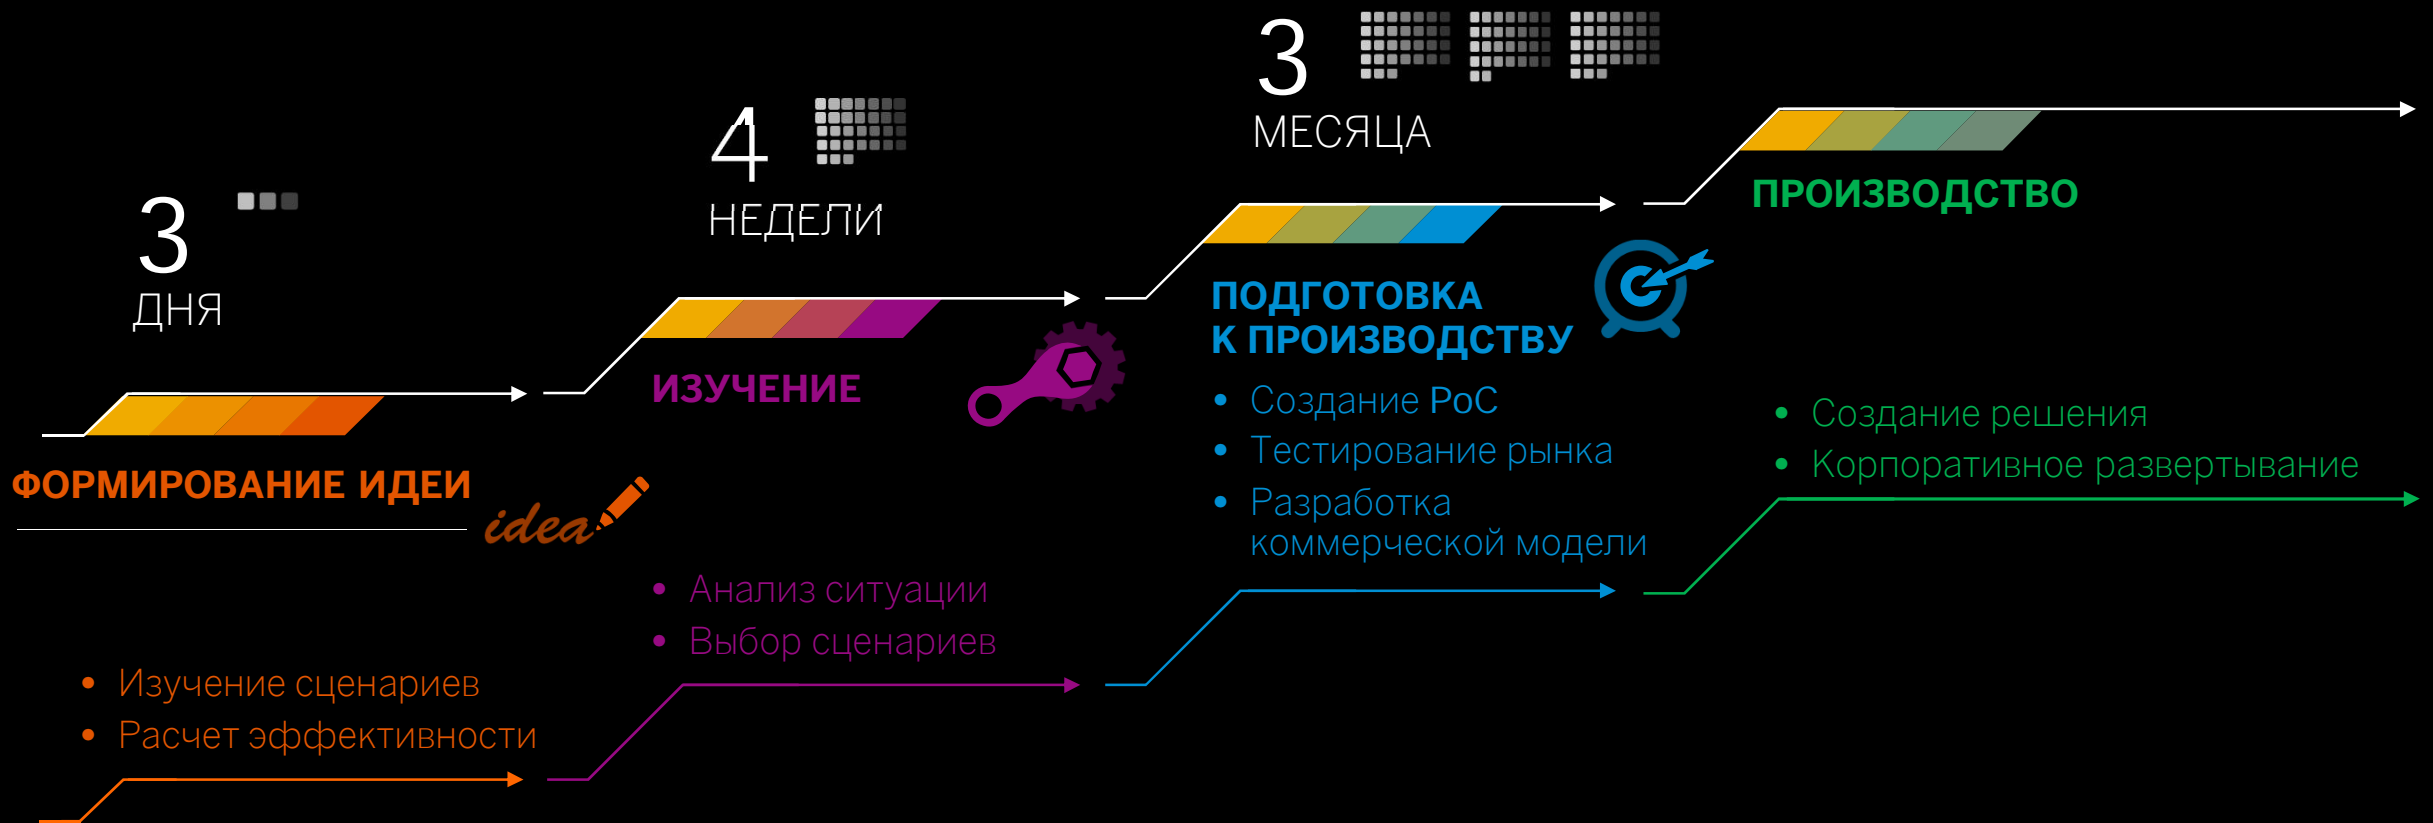 3
ДНЯ
ФОРМИРОВАНИЕ ИДЕИ
idea
• Изучение сценариев
• Расчет эффективности
4
НЕДЕЛИ
ИЗУЧЕНИЕ
• Анализ ситуации
• Выбор сценариев
3
МЕСЯЦА
ПОДГОТОВКА
К ПРОИЗВОДСТВУ
• Создание PoC
• Тестирование рынка
• Разработка
коммерческой модели
ПРОИЗВОДСТВО
• Создание решения
• Корпоративное развертывание